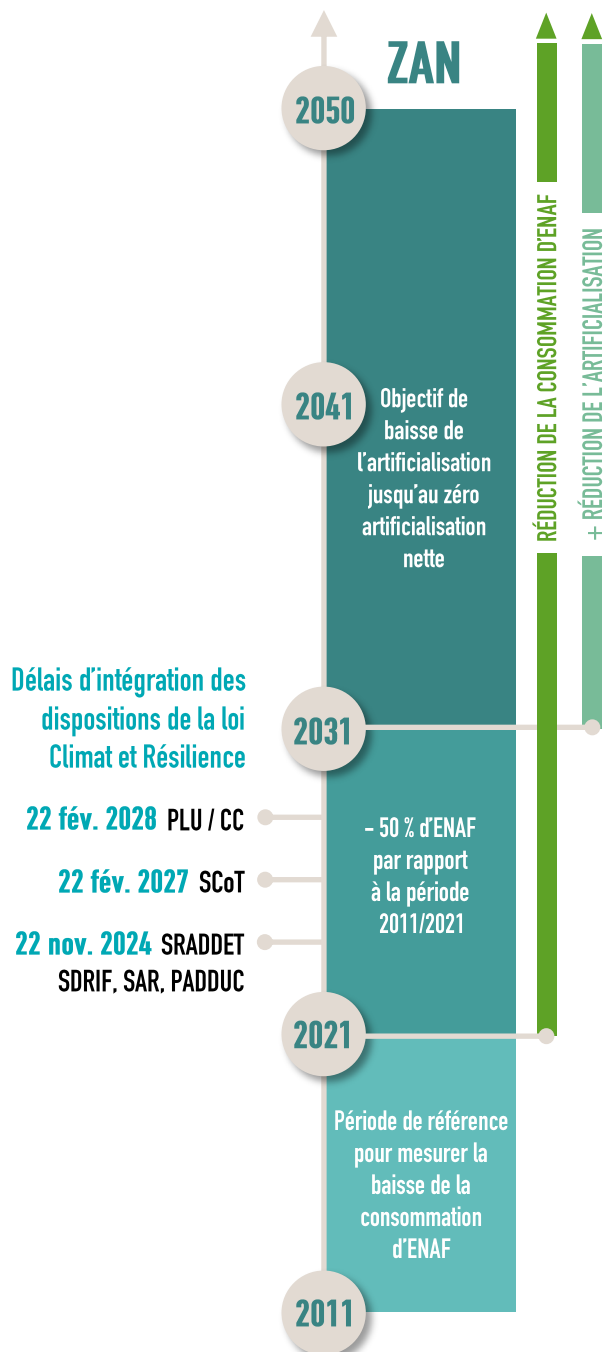 ZAN
2050
2041
Objectif de
baisse de
l'artificialisation
jusqu'au zéro
artificialisation
nette
RÉDUCTION DE LA CONSOMMATION D'ENAF
+ RÉDUCTION DE L'ARTIFICIALISATION
Délais d'intégration des
dispositions de la loi
Climat et Résilience
2031
22 fév. 2028 PLU / CC
22 fév. 2027 SCoT
22 nov. 2024 SRADDET
SDRIF, SAR, PADDUC
– 50 % d'ENAF
par rapport
à la période
2011/2021
2021
Période de référence
pour mesurer la
baisse de la
consommation
d'ENAF
2011